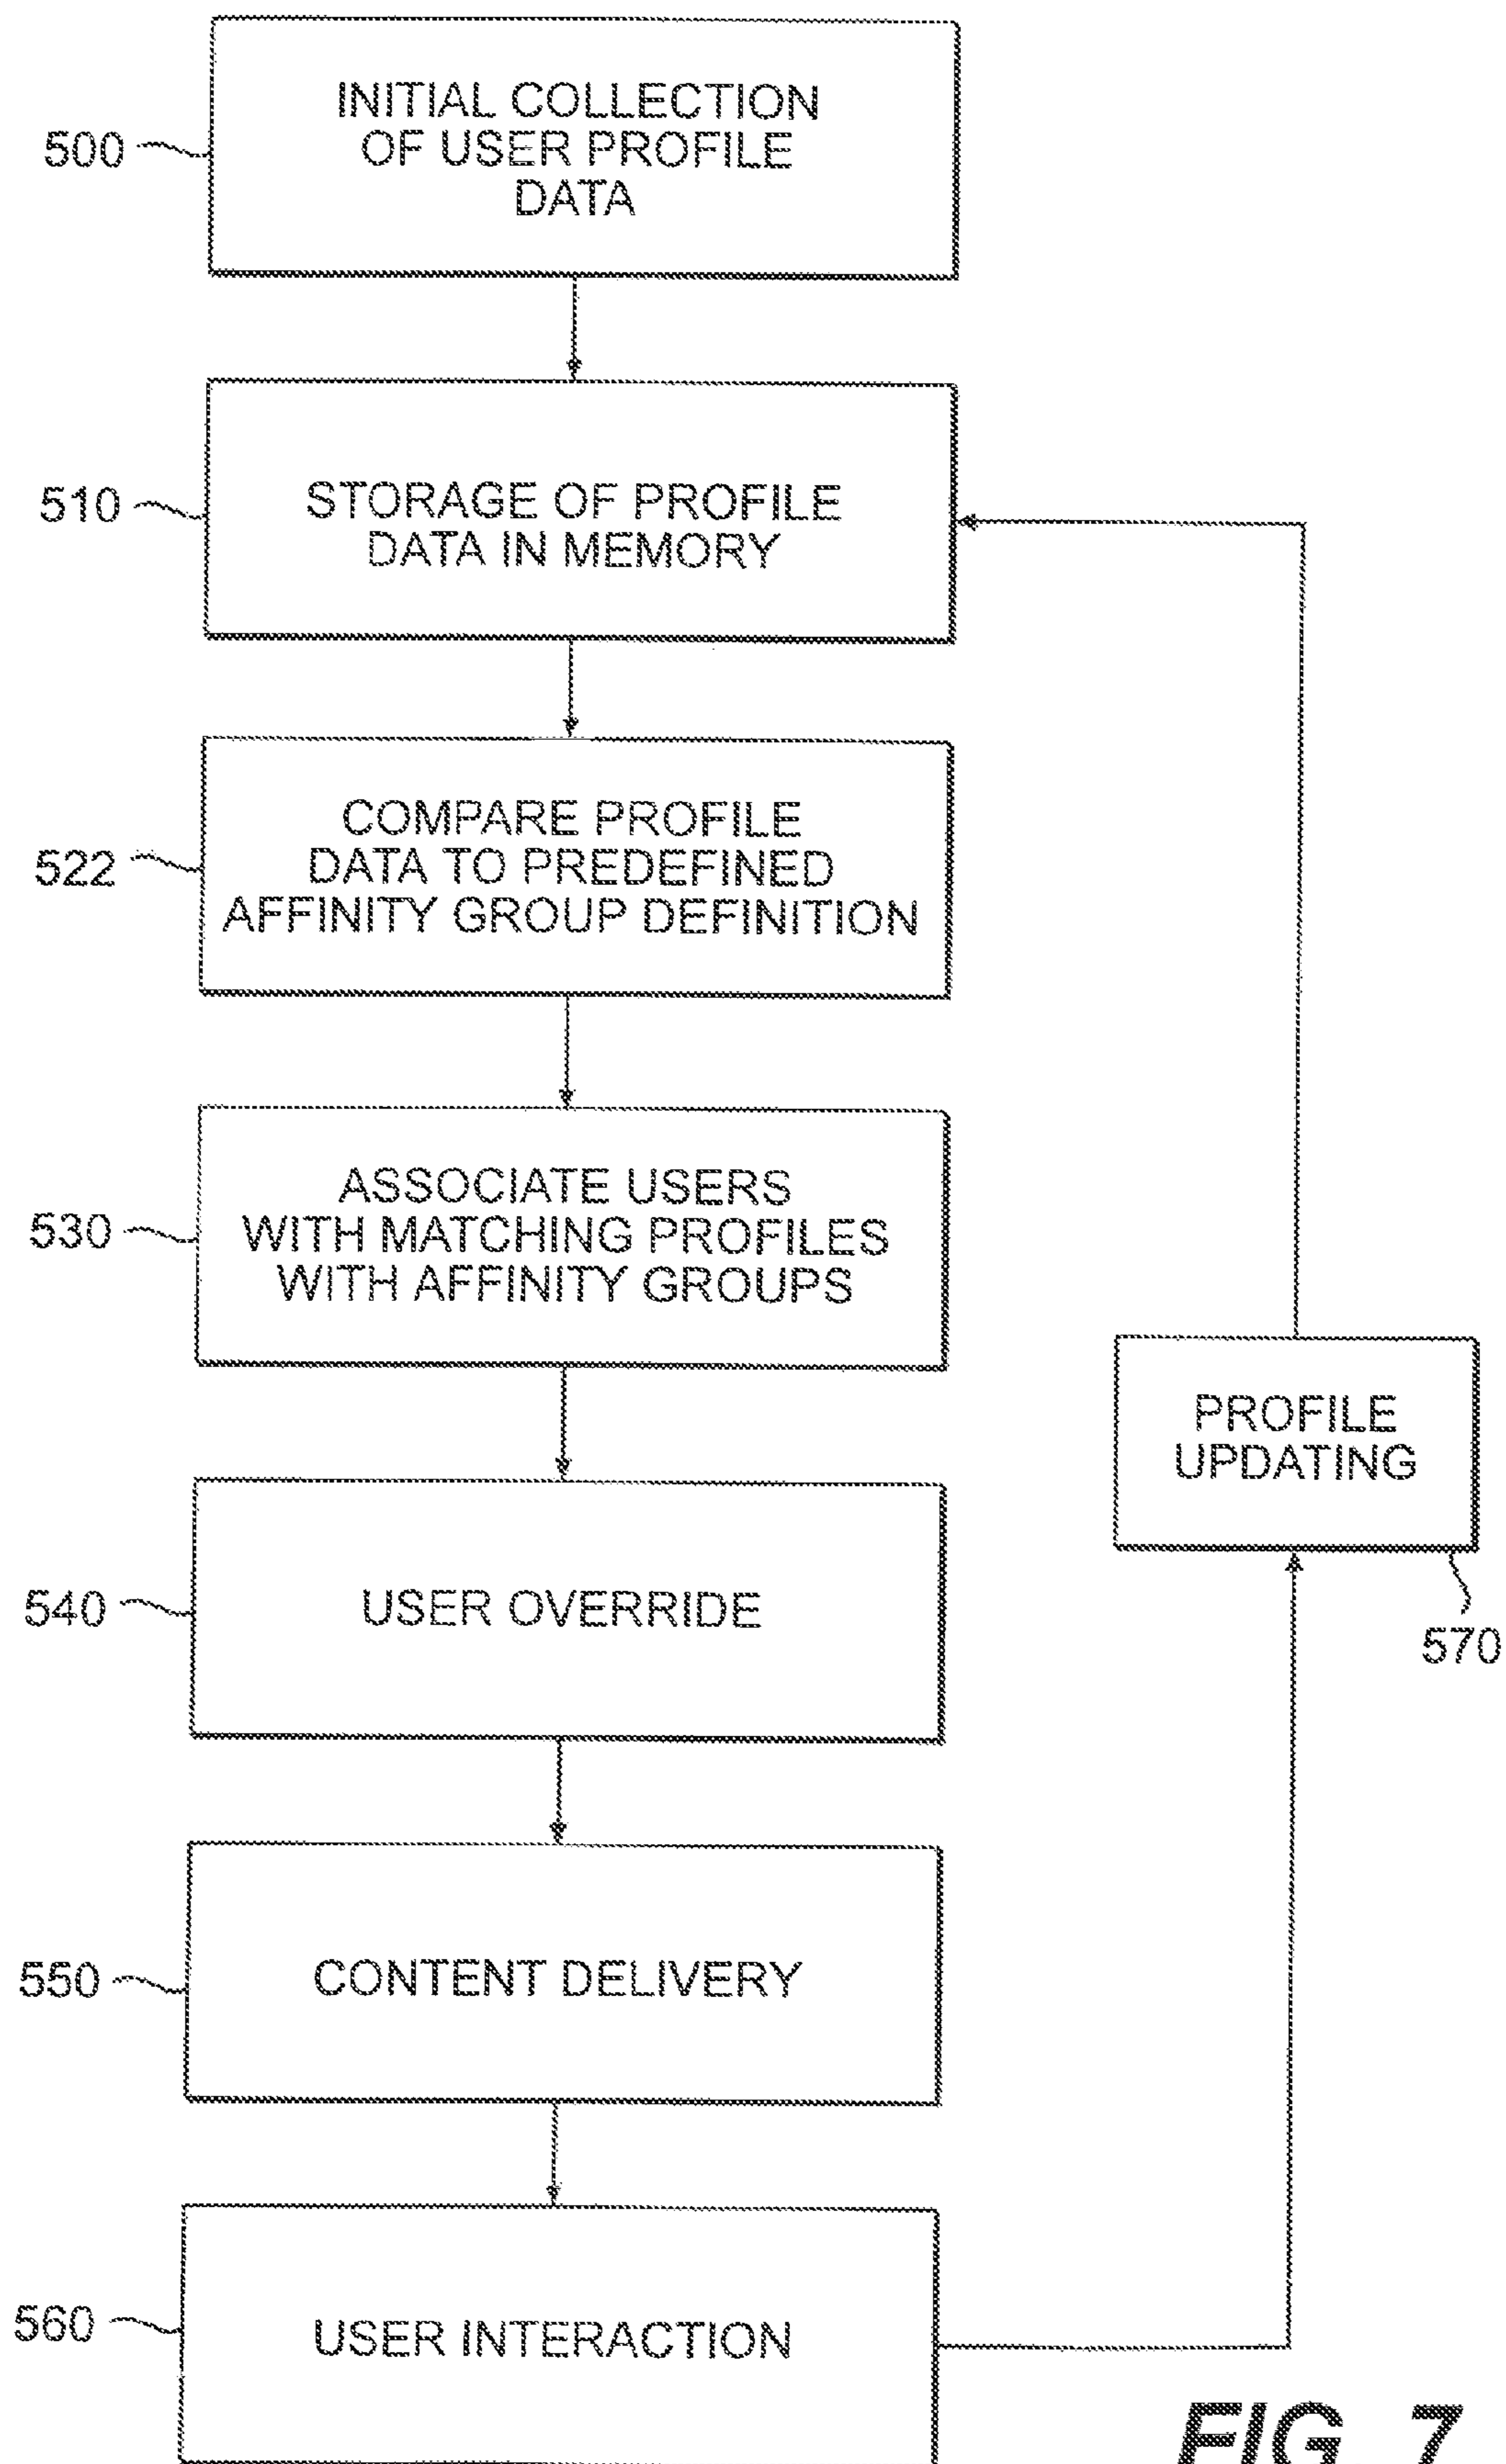 INITIAL COLLECTION
OF USER PROFILE
DATA
500
STORAGE OF PROFILE
DATA IN MEMORY
510
COMPARE PROFILE
DATA TO PREDEFINED
AFFINITY GROUP DEFINITION
522
ASSOCIATE USERS
WITH MATCHING PROFILES
WITH AFFINITY GROUPS
530
PROFILE
UPDATING
570
USER OVERRIDE
540
CONTENT DELIVERY
550
USER INTERACTION
560
FIG. 7